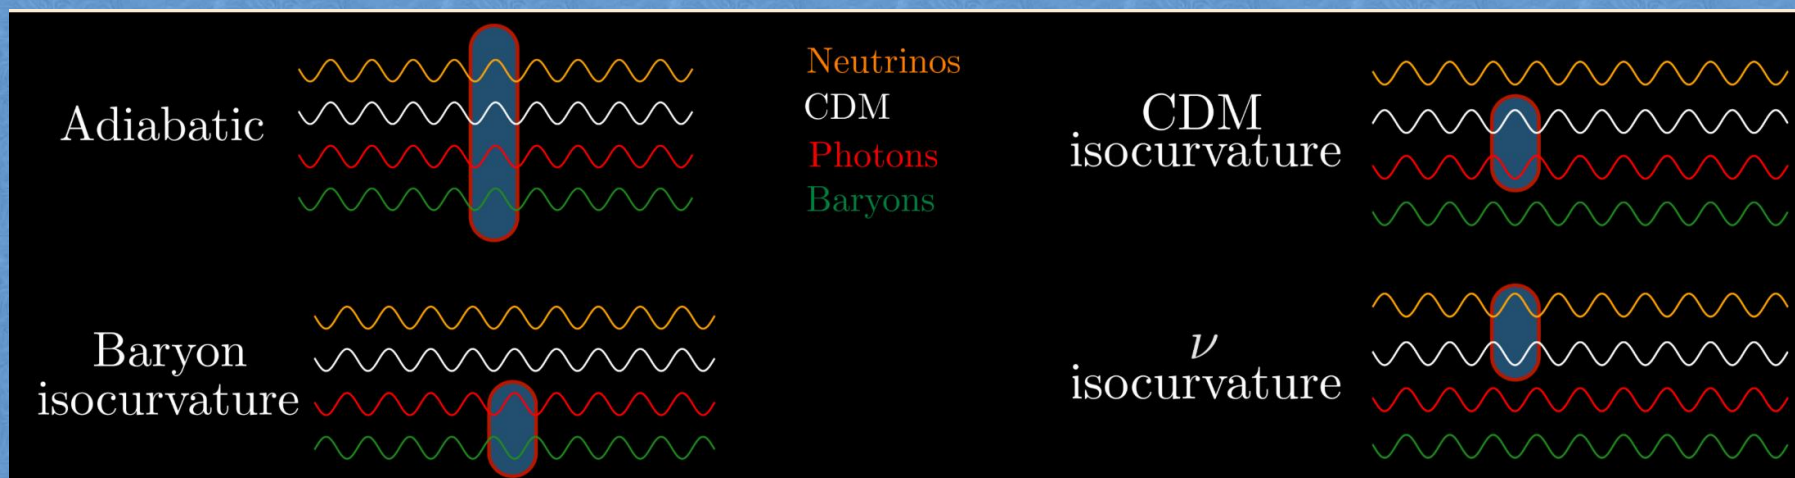 Adiabatic
Neutrinos
CDM
Photons
Baryons
CDM
isocurvature
Baryon
isocurvature
ν
isocurvature